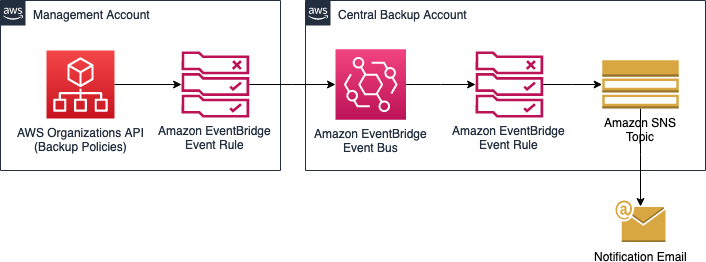 aws
Management Account
aws
Central Backup Account
AWS Organizations API
(Backup Policies)
Amazon EventBridge
Event Rule
Amazon EventBridge
Event Bus
Amazon EventBridge
Event Rule
Amazon SNS
Topic
@
Notification Email